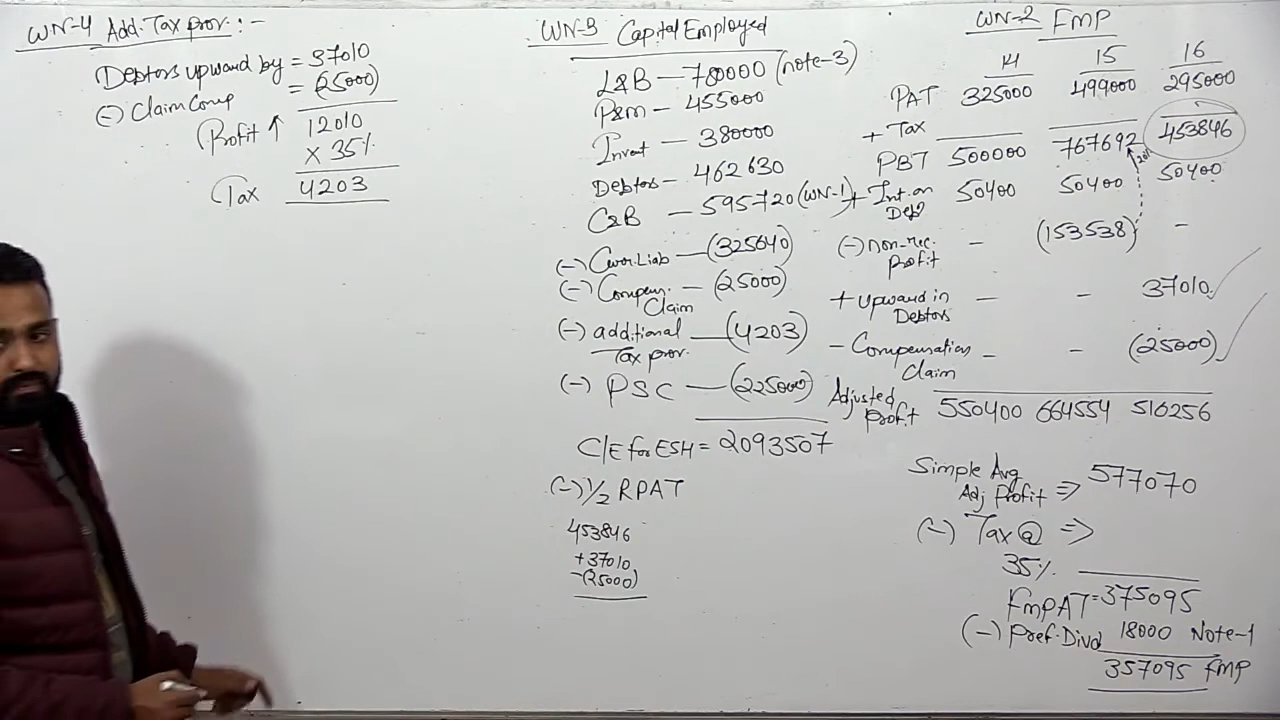 WN-4 Add. Tax prov. :-
Debtors upward by = 37010
(-) Claim Comp = (25000)
Profit ↑ 12010
x 35%
Tax 4203
WN-3 Capital Employed
L&B — 780000 (note-3)
P&M — 455000
Invent — 380000
Debtors — 462630
C&B — 595720 (WN-1)
(-) Curr. Liab — (325640)
(-) Compen. Claim — (25000)
(-) additional Tax prov. — (4203)
(-) PSC — (225000)
C/E for ESH = 2093507
(-) 1/2 RPAT
453846
+37010
-(25000)
WN-2 FMP
14 15 16
PAT 325000 499000 295000
+ Tax
PBT 500000 767692 453846
+ Int. on Dep? 50400 50400 50400
(-) non-rec. profit - (153538) -
+ upward in Debtors - - 37010
- Compensation Claim - - (25000)
Adjusted Profit 550400 664554 516256
Simple Avg Adj Profit ⇒ 577070
(-) Tax @ 35% ⇒
FMPAT = 375095
(-) Pref. Divd 18000 Note-1
357095 FMP